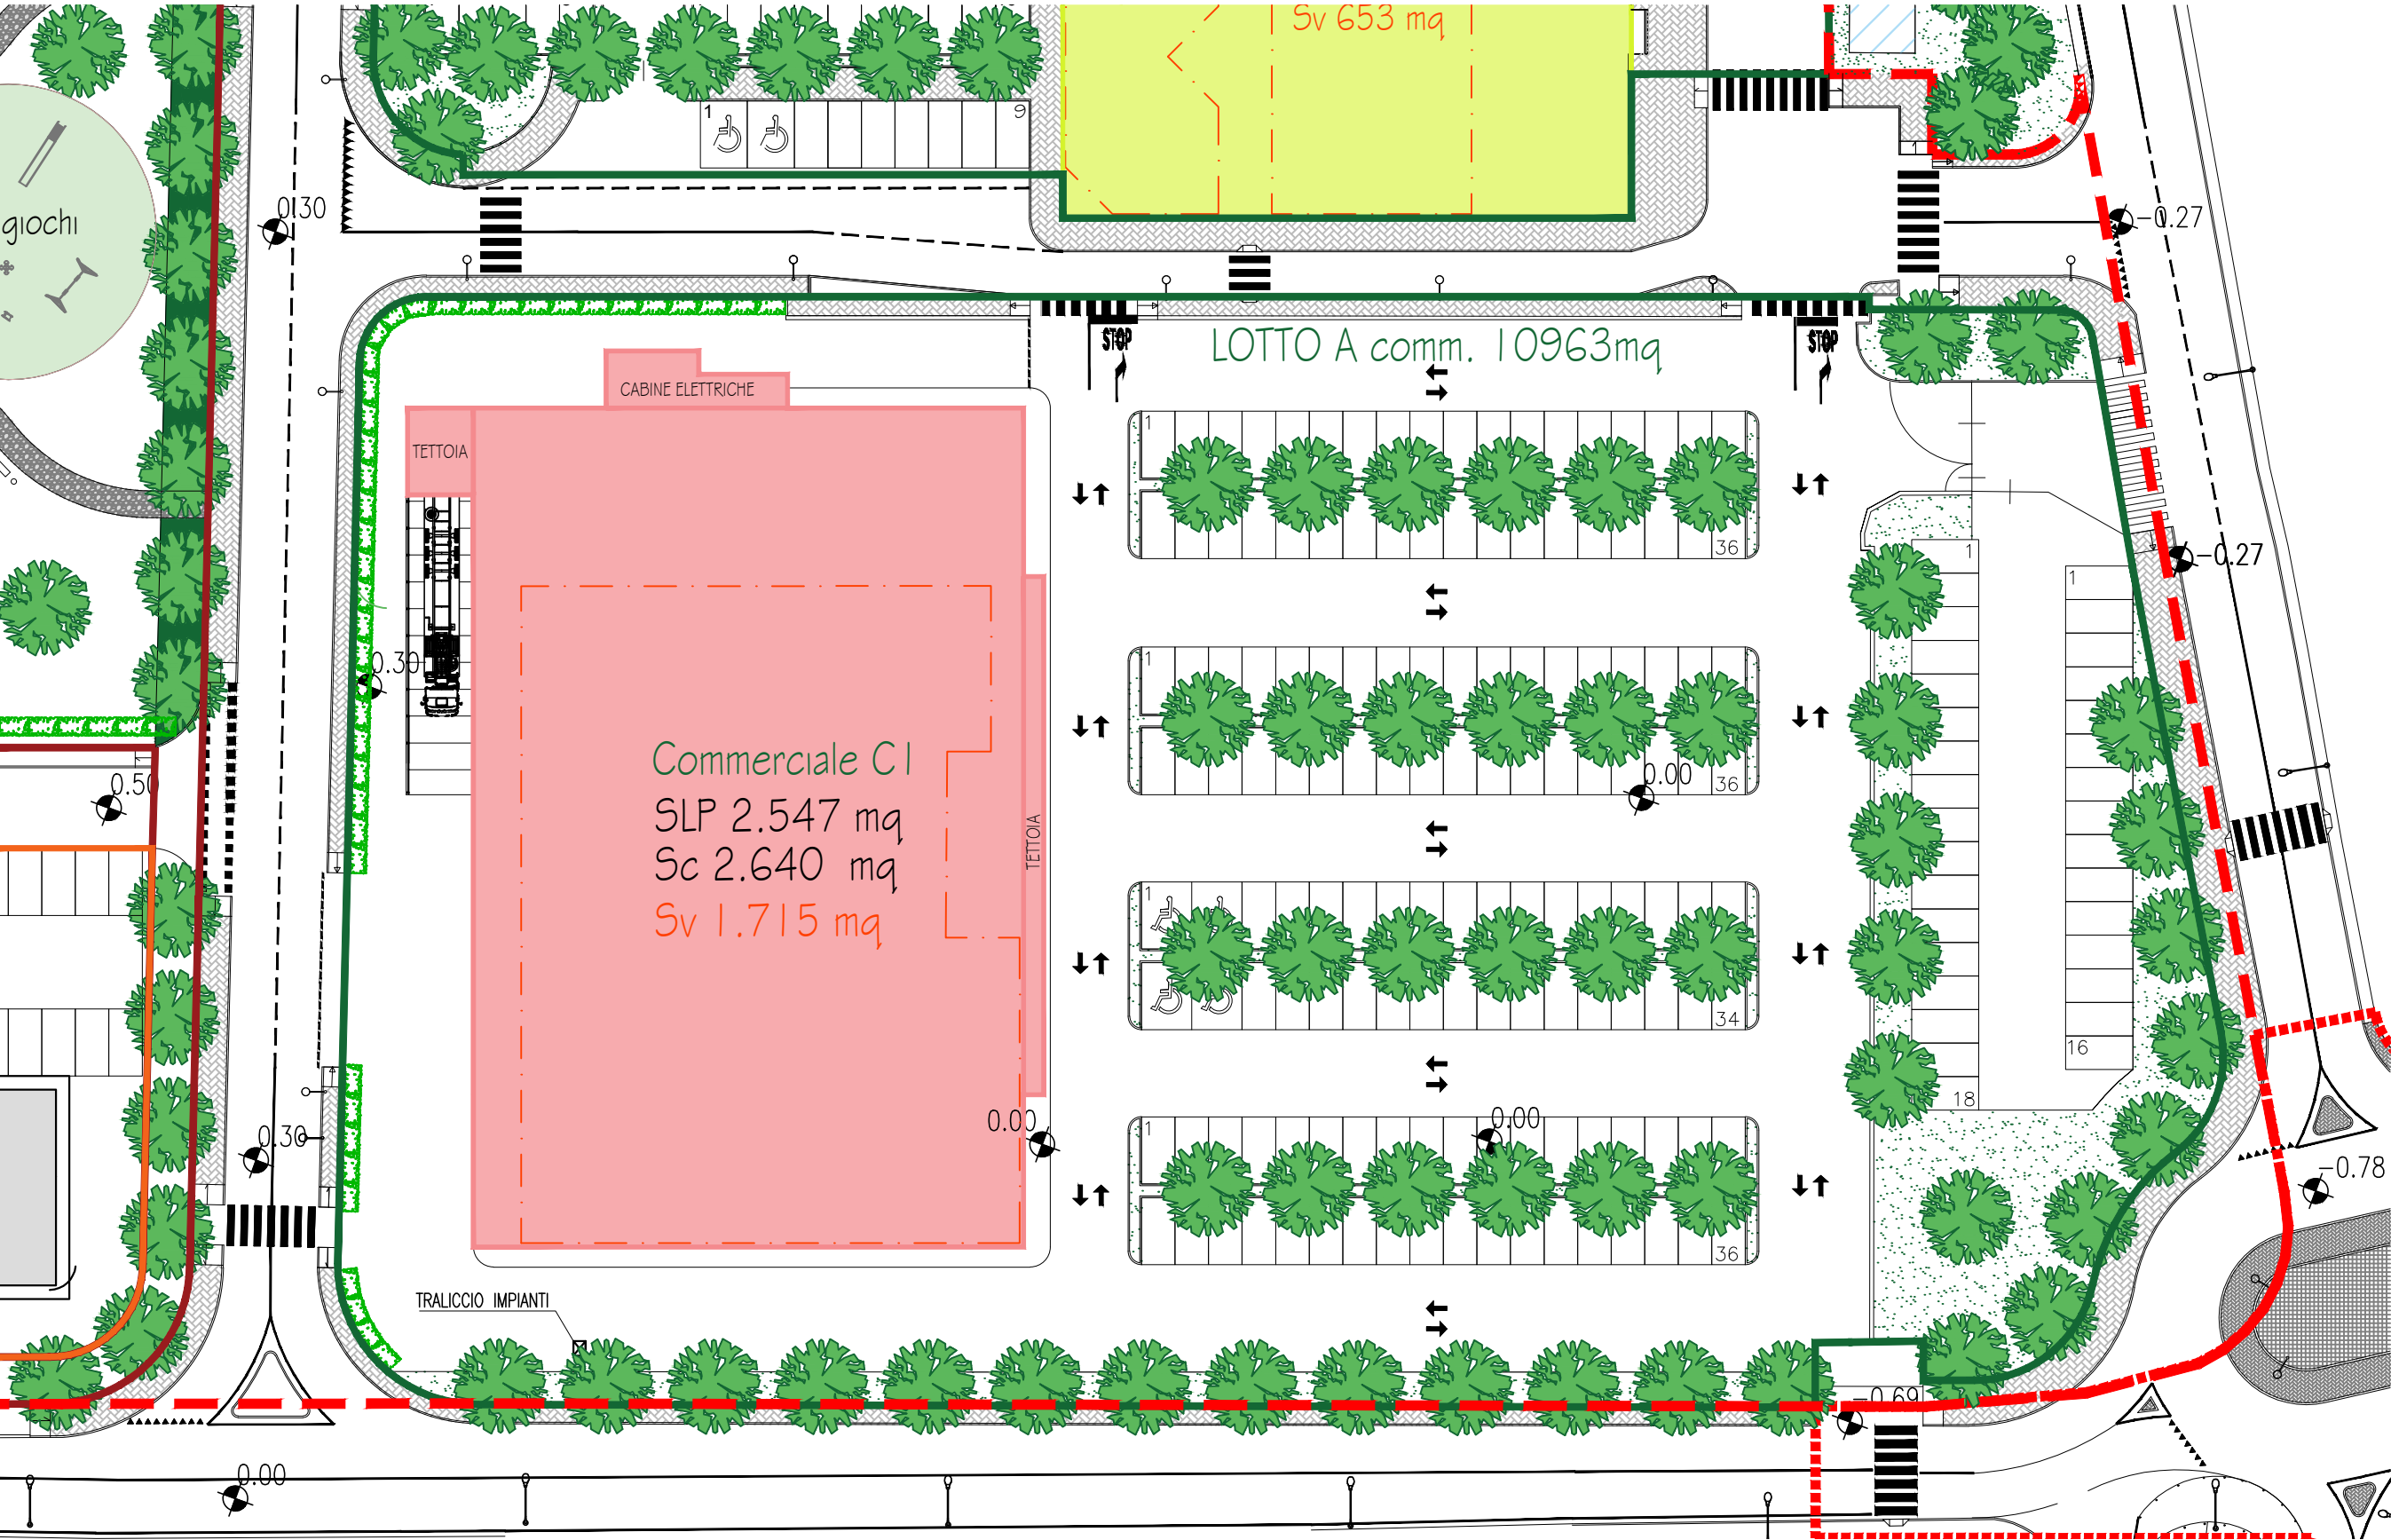 Sv 653 mq
1
9
0.30
giochi
-0.27
STOP
LOTTO A comm. 10963mq
STOP
CABINE ELETTRICHE
TETTOIA
1
36
1
1
-0.27
0.30
1
36
0.00
0.50
Commerciale C1
SLP 2.547 mq
Sc 2.640 mq
Sv 1.715 mq
TETTOIA
1
34
16
18
0.00
0.00
1
36
0.30
-0.78
TRALICCIO IMPIANTI
-0.69
0.00